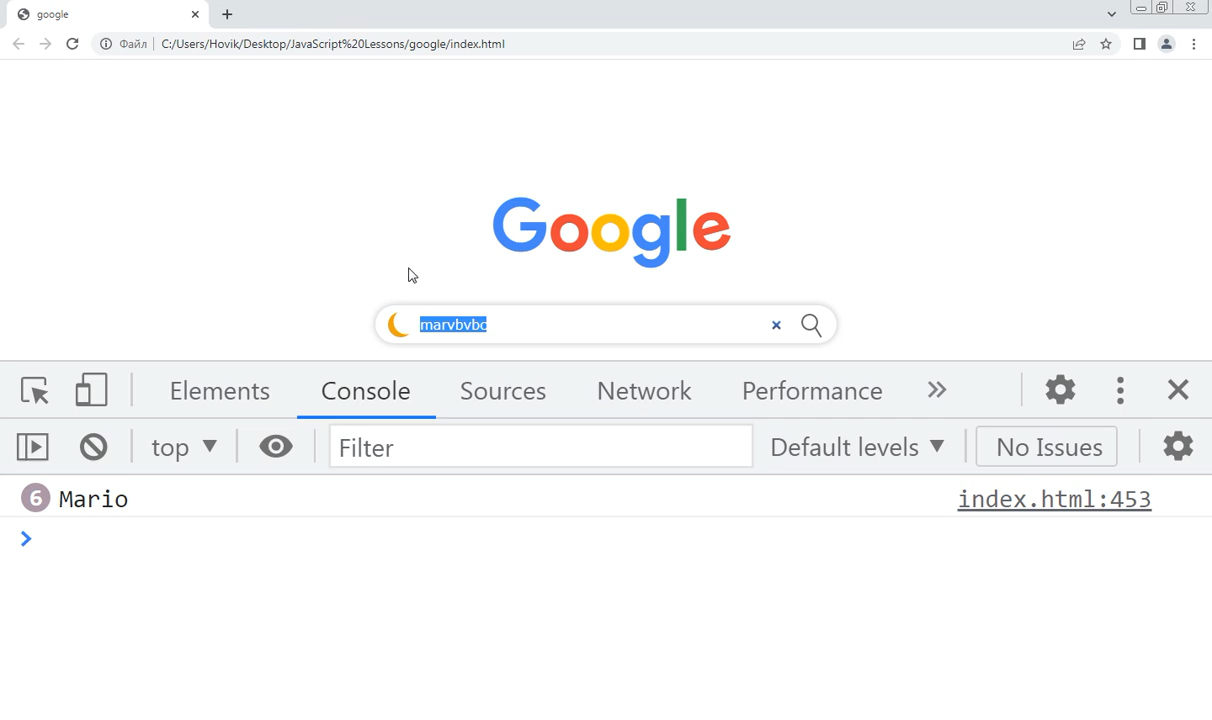 google
Файл C:/Users/Hovik/Desktop/JavaScript%20Lessons/google/index.html
Google
marvbvbc
Elements Console Sources Network Performance
top Filter Default levels No Issues
6 Mario index.html:453